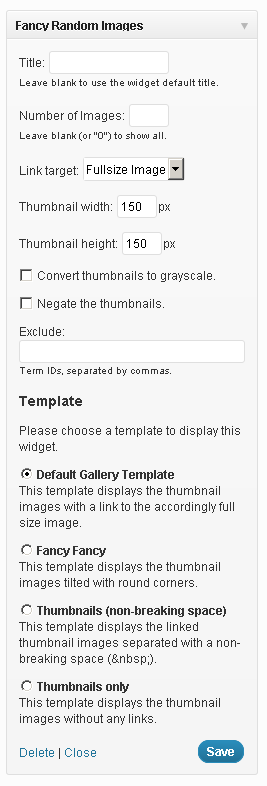 Fancy Random Images
Title:
Leave blank to use the widget default title.
Number of Images:
Leave blank (or "0") to show all.
Link target: Fullsize Image
Thumbnail width: 150 px
Thumbnail height: 150 px
Convert thumbnails to grayscale.
Negate the thumbnails.
Exclude:
Term IDs, separated by commas.
Template
Please choose a template to display this
widget.
Default Gallery Template
This template displays the thumbnail
images with a link to the accordingly full
size image.
Fancy Fancy
This template displays the thumbnail
images tilted with round corners.
Thumbnails (non-breaking space)
This template displays the linked
thumbnail images separated with a non-
breaking space (&nbsp;).
Thumbnails only
This template displays the thumbnail
images without any links.
Delete | Close Save